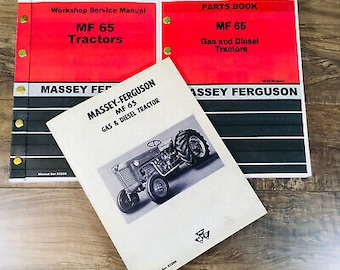 Workshop Service Manual
MF 65
Tractors
MASSEY FERGUSON
PARTS BOOK
MF 65
Gas and Diesel
Tractors
MASSEY FERGUSON
MASSEY-FERGUSON
MF 65
GAS & DIESEL TRACTOR